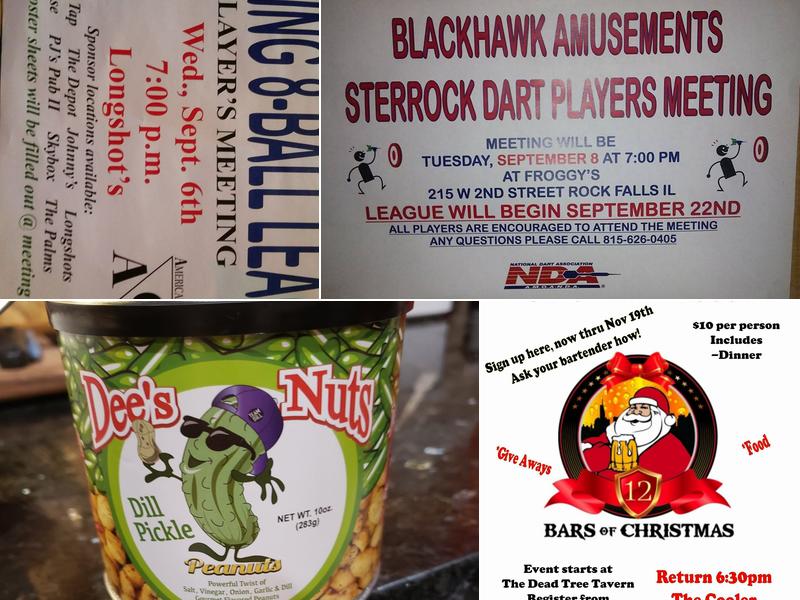 ING 8-BALL LEA
LAYER'S MEETING
Wed., Sept. 6th
7:00 p.m.
Longshot's
Sponsor locations available:
Tap The Depot Johnny's Longshots
se PJ's Pub II Skybox The Palms
oster sheets will be filled out @ meeting
AMERICA
BLACKHAWK AMUSEMENTS
STERROCK DART PLAYERS MEETING
MEETING WILL BE
TUESDAY, SEPTEMBER 8 AT 7:00 PM
AT FROGGY'S
215 W 2ND STREET ROCK FALLS IL
LEAGUE WILL BEGIN SEPTEMBER 22ND
ALL PLAYERS ARE ENCOURAGED TO ATTEND THE MEETING
ANY QUESTIONS PLEASE CALL 815-626-0405
NATIONAL DART ASSOCIATION
NDA
Dee's Nuts
Dill
Pickle
NET WT. 10oz.
(283g)
Peanuts
Powerful Twist of
Salt, Vinegar, Onion, Garlic & Dill
Gourmet Flavored Peanuts
Sign up here, now thru Nov 19th
Ask your bartender how!
$10 per person
Includes
~Dinner
'Give Aways
'Food
12
BARS OF CHRISTMAS
Event starts at
The Dead Tree Tavern
Register from
Return 6:30pm
The Cooler